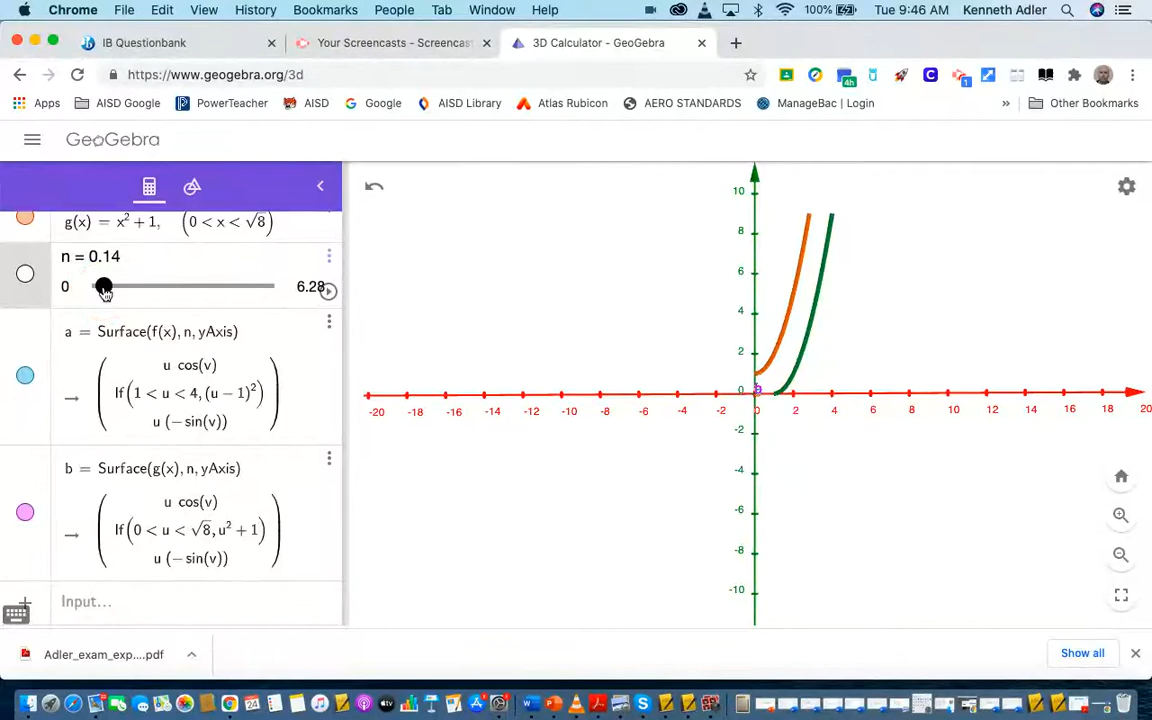 Chrome File Edit View History Bookmarks People Tab Window Help 100% Tue 9:46 AM Kenneth Adler
IB Questionbank Your Screencasts - Screencast 3D Calculator - GeoGebra
https://www.geogebra.org/3d 4h 1
Apps AISD Google PowerTeacher AISD Google AISD Library Atlas Rubicon AERO STANDARDS ManageBac | Login » Other Bookmarks
GeoGebra
g(x) = x² + 1, (0 < x < √8)
n = 0.14
0 6.28
a = Surface(f(x), n, yAxis)
u cos(v)
→ If(1 < u < 4, (u − 1)²)
u (− sin(v))
b = Surface(g(x), n, yAxis)
u cos(v)
→ If(0 < u < √8, u² + 1)
u (− sin(v))
Input...
10
8
6
4
2
0
-20 -18 -16 -14 -12 -10 -8 -6 -4 -2 0 2 4 6 8 10 12 14 16 18 20
-2
-4
-6
-8
-10
Adler_exam_exp....pdf Show all